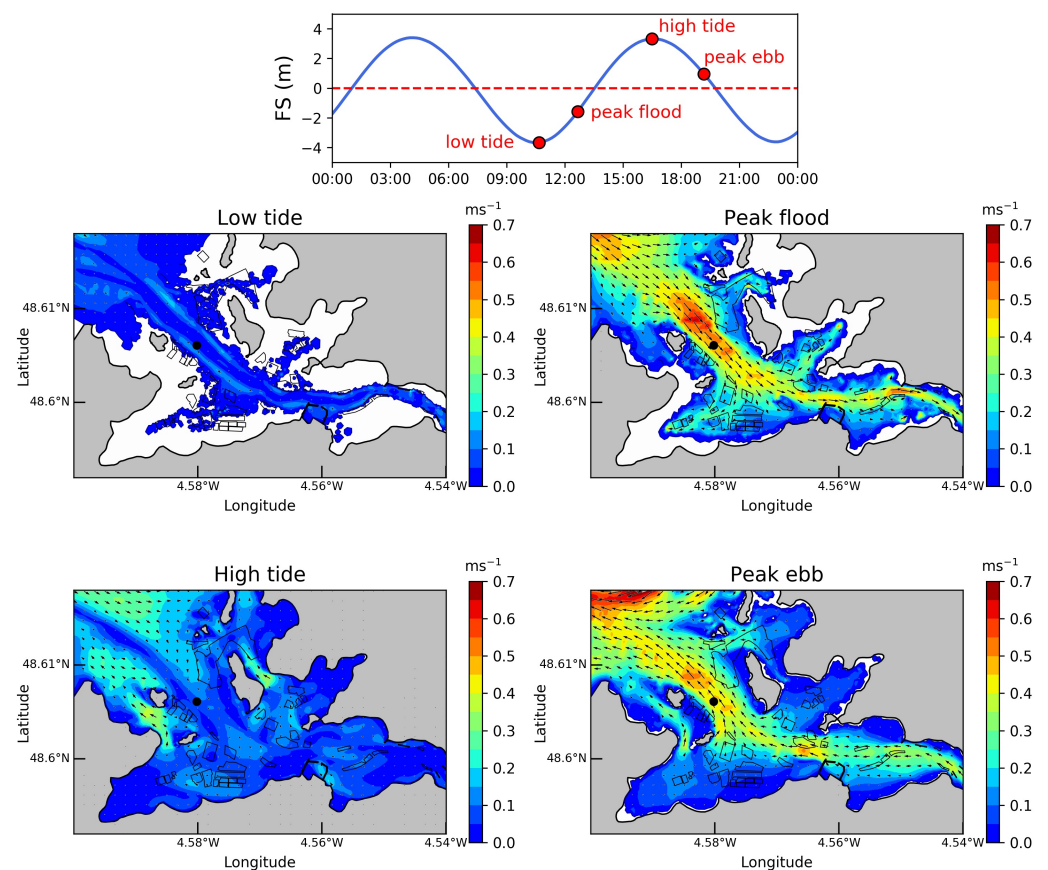 FS (m)
4
2
0
−2
−4
high tide
peak ebb
peak flood
low tide
00:00 03:00 06:00 09:00 12:00 15:00 18:00 21:00 00:00
Low tide
ms⁻¹
0.7
0.6
0.5
0.4
0.3
0.2
0.1
0.0
48.61°N
48.6°N
Latitude
4.58°W 4.56°W 4.54°W
Longitude
Peak flood
ms⁻¹
0.7
0.6
0.5
0.4
0.3
0.2
0.1
0.0
48.61°N
48.6°N
Latitude
4.58°W 4.56°W 4.54°W
Longitude
High tide
ms⁻¹
0.7
0.6
0.5
0.4
0.3
0.2
0.1
0.0
48.61°N
48.6°N
Latitude
4.58°W 4.56°W 4.54°W
Longitude
Peak ebb
ms⁻¹
0.7
0.6
0.5
0.4
0.3
0.2
0.1
0.0
48.61°N
48.6°N
Latitude
4.58°W 4.56°W 4.54°W
Longitude